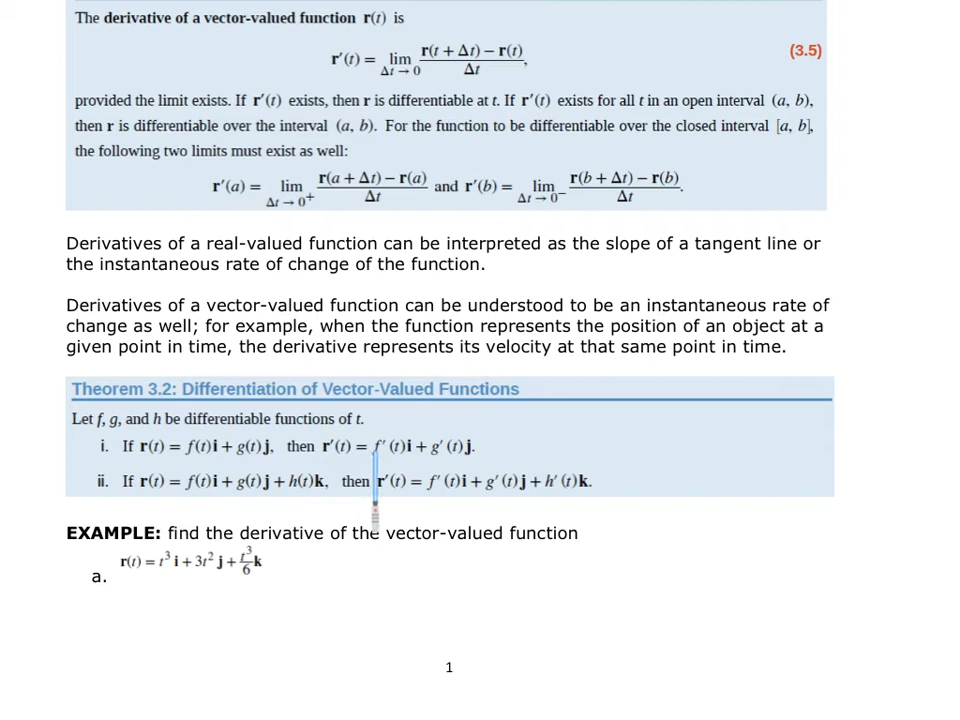 The derivative of a vector-valued function r(t) is
r′(t) = lim Δt → 0 (r(t + Δt) − r(t))/Δt, (3.5)
provided the limit exists. If r′(t) exists, then r is differentiable at t. If r′(t) exists for all t in an open interval (a, b),
then r is differentiable over the interval (a, b). For the function to be differentiable over the closed interval [a, b],
the following two limits must exist as well:
r′(a) = lim Δt → 0⁺ (r(a + Δt) − r(a))/Δt and r′(b) = lim Δt → 0⁻ (r(b + Δt) − r(b))/Δt.
Derivatives of a real-valued function can be interpreted as the slope of a tangent line or
the instantaneous rate of change of the function.
Derivatives of a vector-valued function can be understood to be an instantaneous rate of
change as well; for example, when the function represents the position of an object at a
given point in time, the derivative represents its velocity at that same point in time.
Theorem 3.2: Differentiation of Vector-Valued Functions
Let f, g, and h be differentiable functions of t.
i. If r(t) = f(t)i + g(t)j, then r′(t) = f′(t)i + g′(t)j.
ii. If r(t) = f(t)i + g(t)j + h(t)k, then r′(t) = f′(t)i + g′(t)j + h′(t)k.
EXAMPLE: find the derivative of the vector-valued function
a. r(t) = t³ i + 3t² j + t³/6 k
1